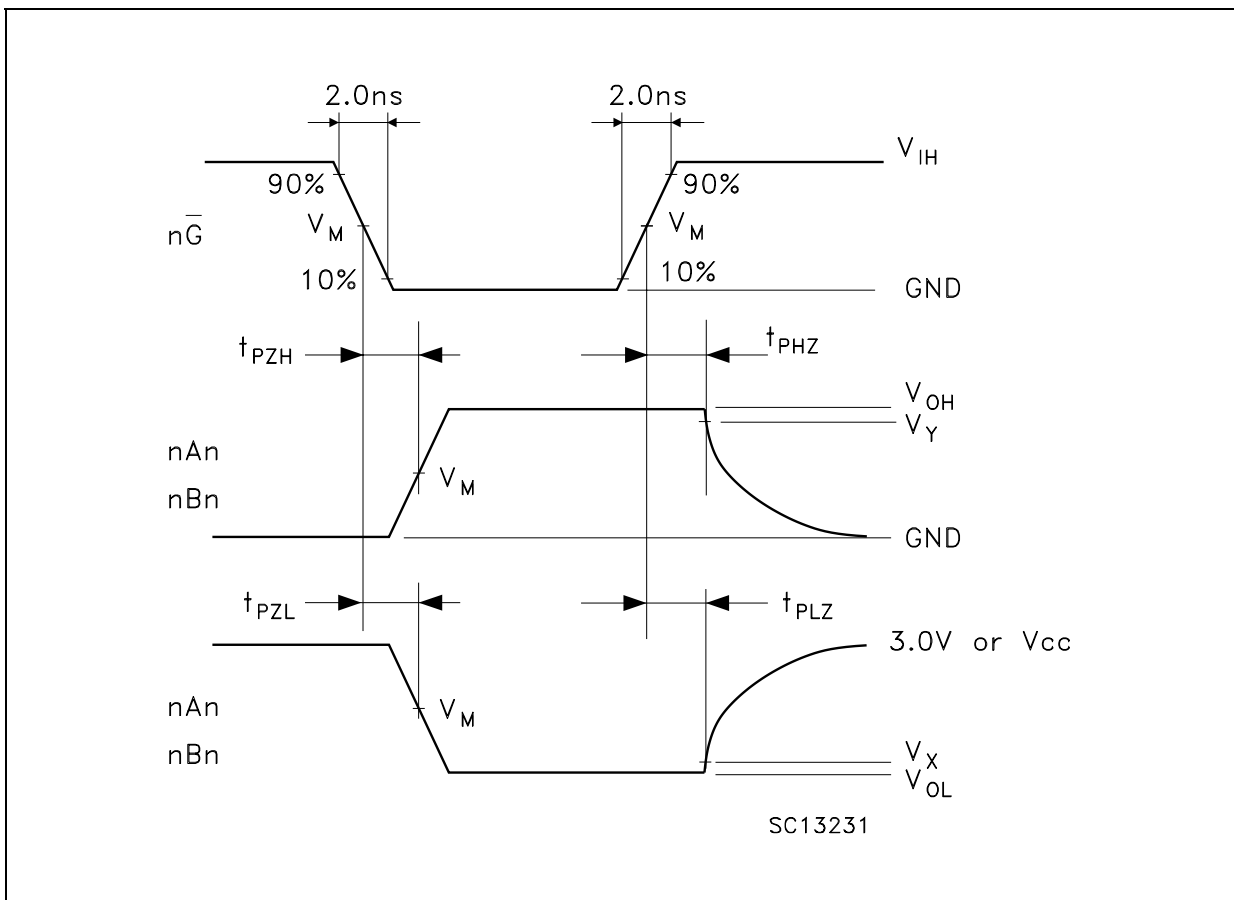 2.0ns 2.0ns
V_IH
90% 90%
nG̅ V_M V_M
10% 10%
GND
t_PZH t_PHZ
V_OH
V_Y
nAn
V_M
nBn
GND
t_PZL t_PLZ
3.0V or Vcc
nAn V_M
nBn V_X
V_OL
SC13231